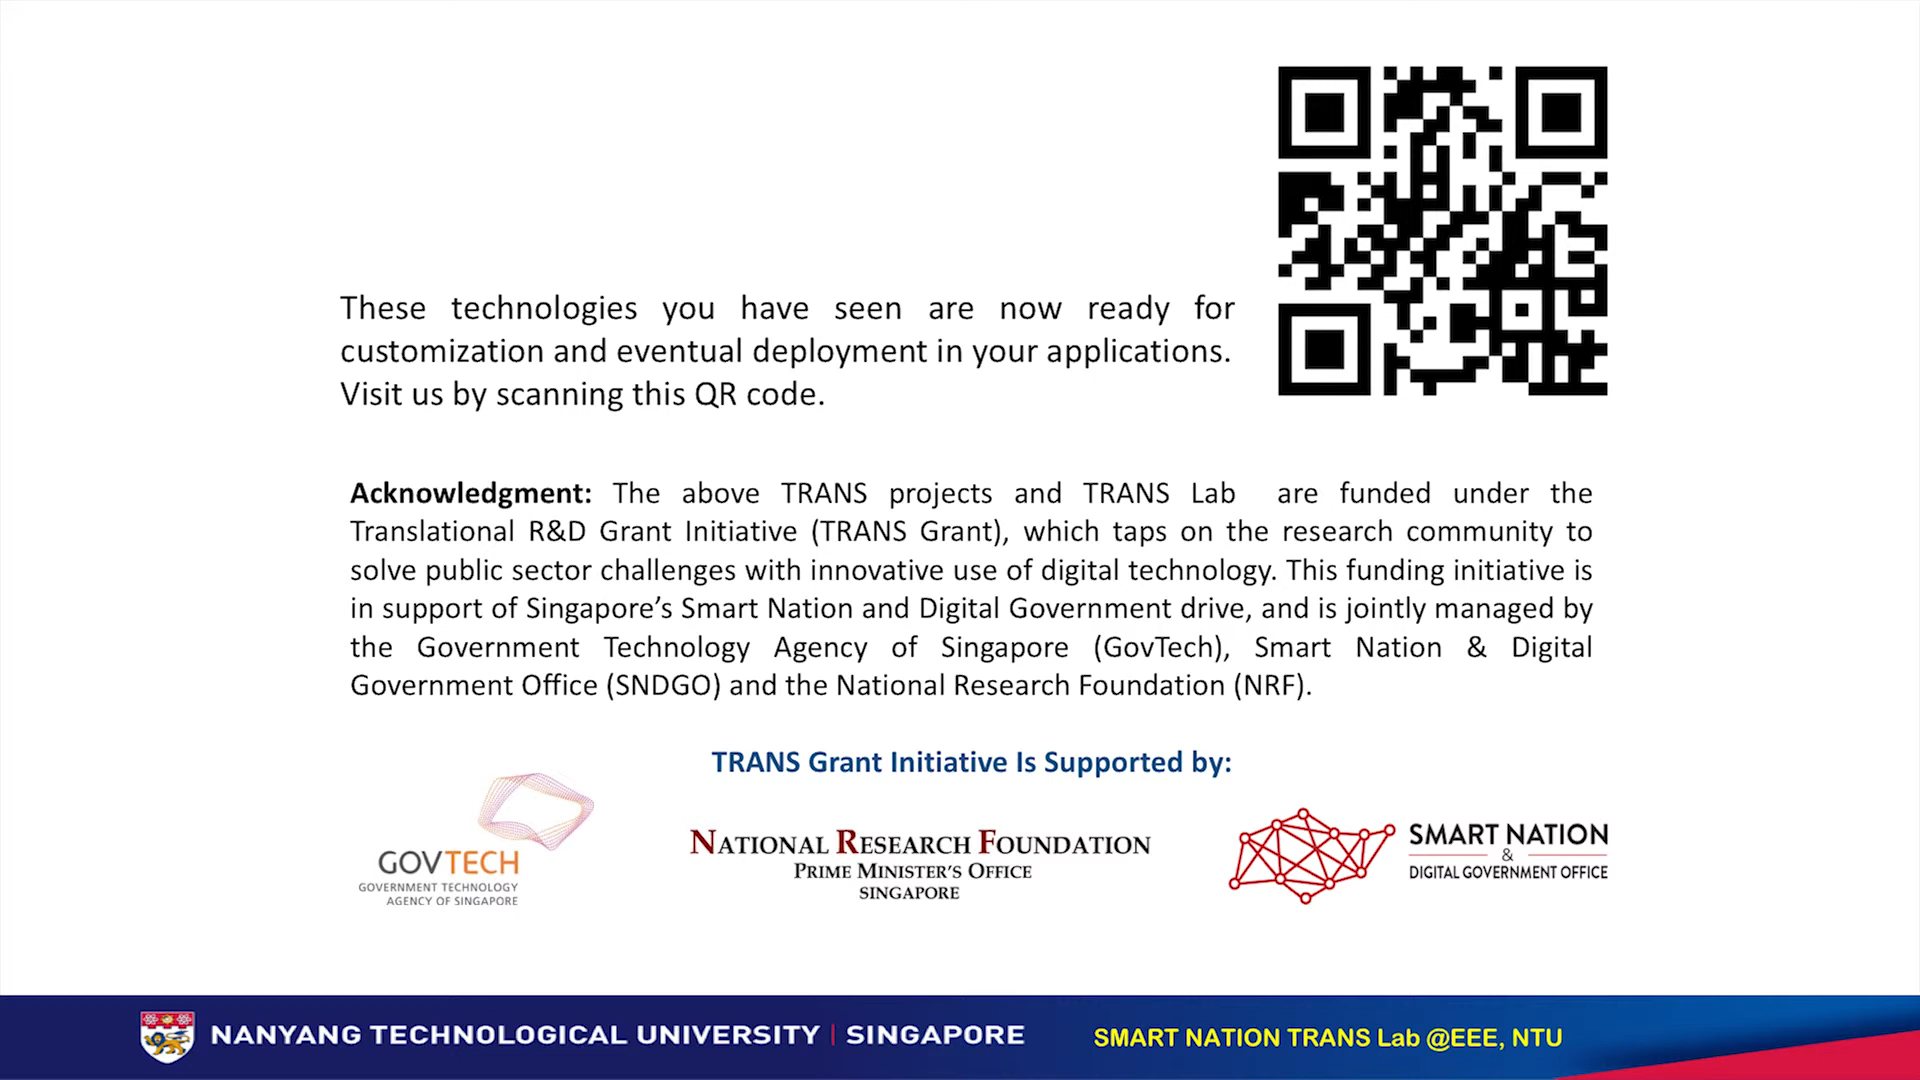 These technologies you have seen are now ready for
customization and eventual deployment in your applications.
Visit us by scanning this QR code.
Acknowledgment: The above TRANS projects and TRANS Lab are funded under the
Translational R&D Grant Initiative (TRANS Grant), which taps on the research community to
solve public sector challenges with innovative use of digital technology. This funding initiative is
in support of Singapore’s Smart Nation and Digital Government drive, and is jointly managed by
the Government Technology Agency of Singapore (GovTech), Smart Nation & Digital
Government Office (SNDGO) and the National Research Foundation (NRF).
TRANS Grant Initiative Is Supported by:
GOVTECH
GOVERNMENT TECHNOLOGY
AGENCY OF SINGAPORE
NATIONAL RESEARCH FOUNDATION
PRIME MINISTER’S OFFICE
SINGAPORE
SMART NATION
&
DIGITAL GOVERNMENT OFFICE
NANYANG TECHNOLOGICAL UNIVERSITY | SINGAPORE
SMART NATION TRANS Lab @EEE, NTU